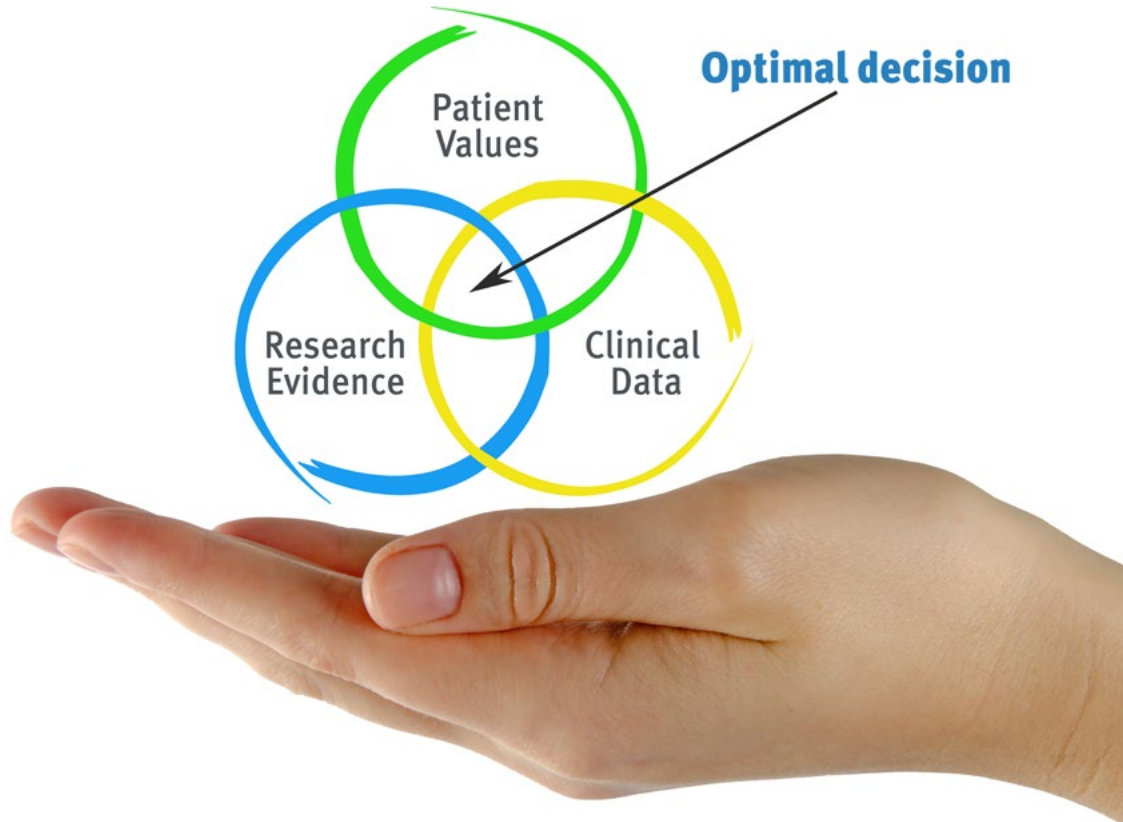 Optimal decision
Patient
Values
Research
Evidence
Clinical
Data